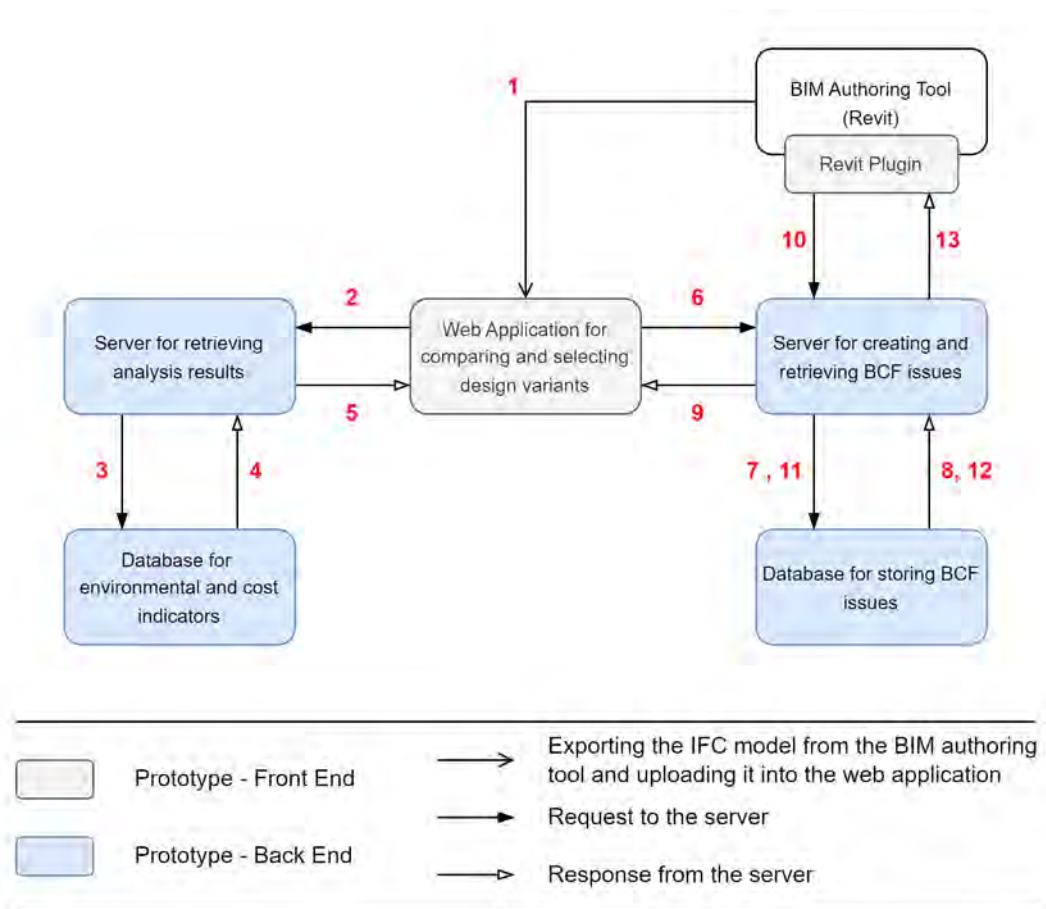 1
BIM Authoring Tool
(Revit)
Revit Plugin
10
13
2
6
Server for retrieving
analysis results
Web Application for
comparing and selecting
design variants
Server for creating and
retrieving BCF issues
5
9
3
4
7 , 11
8, 12
Database for
environmental and cost
indicators
Database for storing BCF
issues
Prototype - Front End
Exporting the IFC model from the BIM authoring
tool and uploading it into the web application
Request to the server
Prototype - Back End
Response from the server